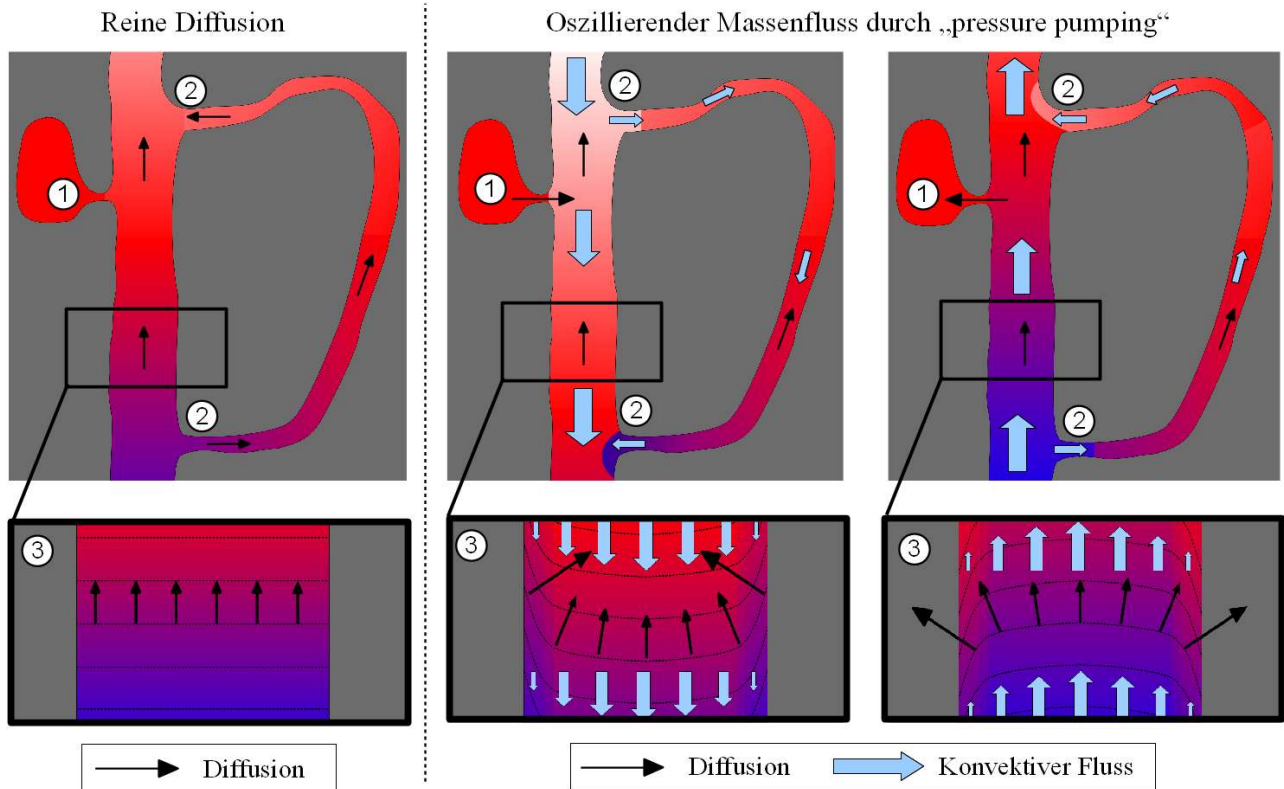 Reine Diffusion
Oszillierender Massenfluss durch „pressure pumping“
2
2
2
1
1
1
2
2
2
3
3
3
Diffusion
Diffusion
Konvektiver Fluss